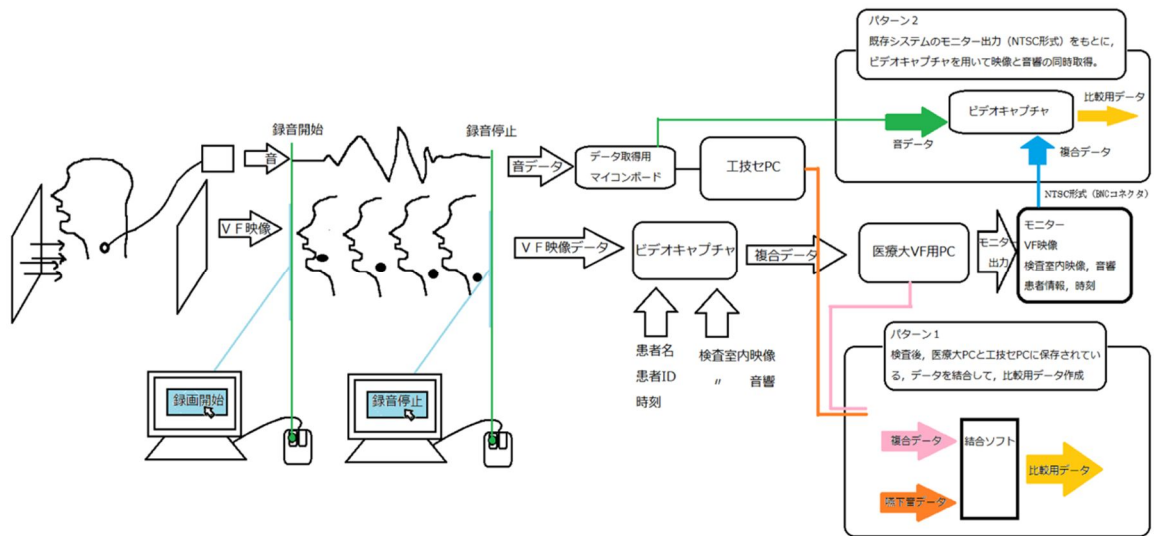 パターン2
既存システムのモニター出力（NTSC形式）をもとに，
ビデオキャプチャを用いて映像と音響の同時取得。
ビデオキャプチャ
比較用データ
音データ
複合データ
NTSC形式（BNCコネクタ）
録音開始
録音停止
音
音データ
データ取得用
マイコンボード
工技セPC
ＶＦ映像
ＶＦ映像データ
ビデオキャプチャ
複合データ
医療大VF用PC
モニター
出力
モニター
VF映像
検査室内映像，音響
患者情報，時刻
患者名
患者ID
時刻
検査室内映像
〃 音響
録画開始
録音停止
パターン1
検査後，医療大PCと工技セPCに保存されてい
る，データを結合して，比較用データ作成
複合データ
結合ソフト
比較用データ
嚥下音データ